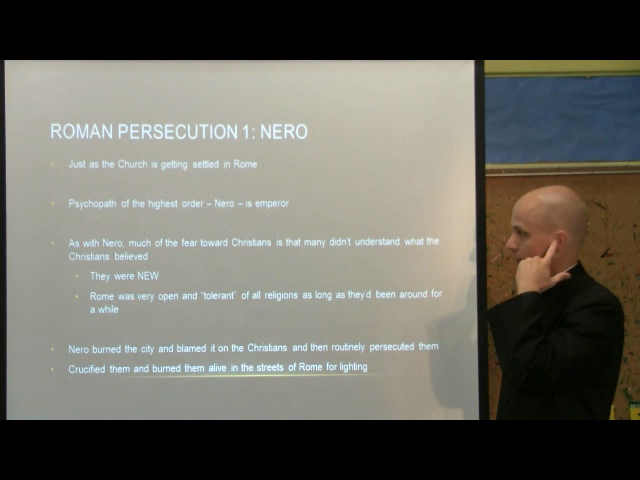 ROMAN PERSECUTION 1: NERO
Just as the Church is getting settled in Rome
Psychopath of the highest order – Nero – is emperor
As with Nero, much of the fear toward Christians is that many didn't understand what the
Christians believed
They were NEW
Rome was very open and "tolerant" of all religions as long as they'd been around for
a while
Nero burned the city and blamed it on the Christians and then routinely persecuted them
Crucified them and burned them alive in the streets of Rome for lighting